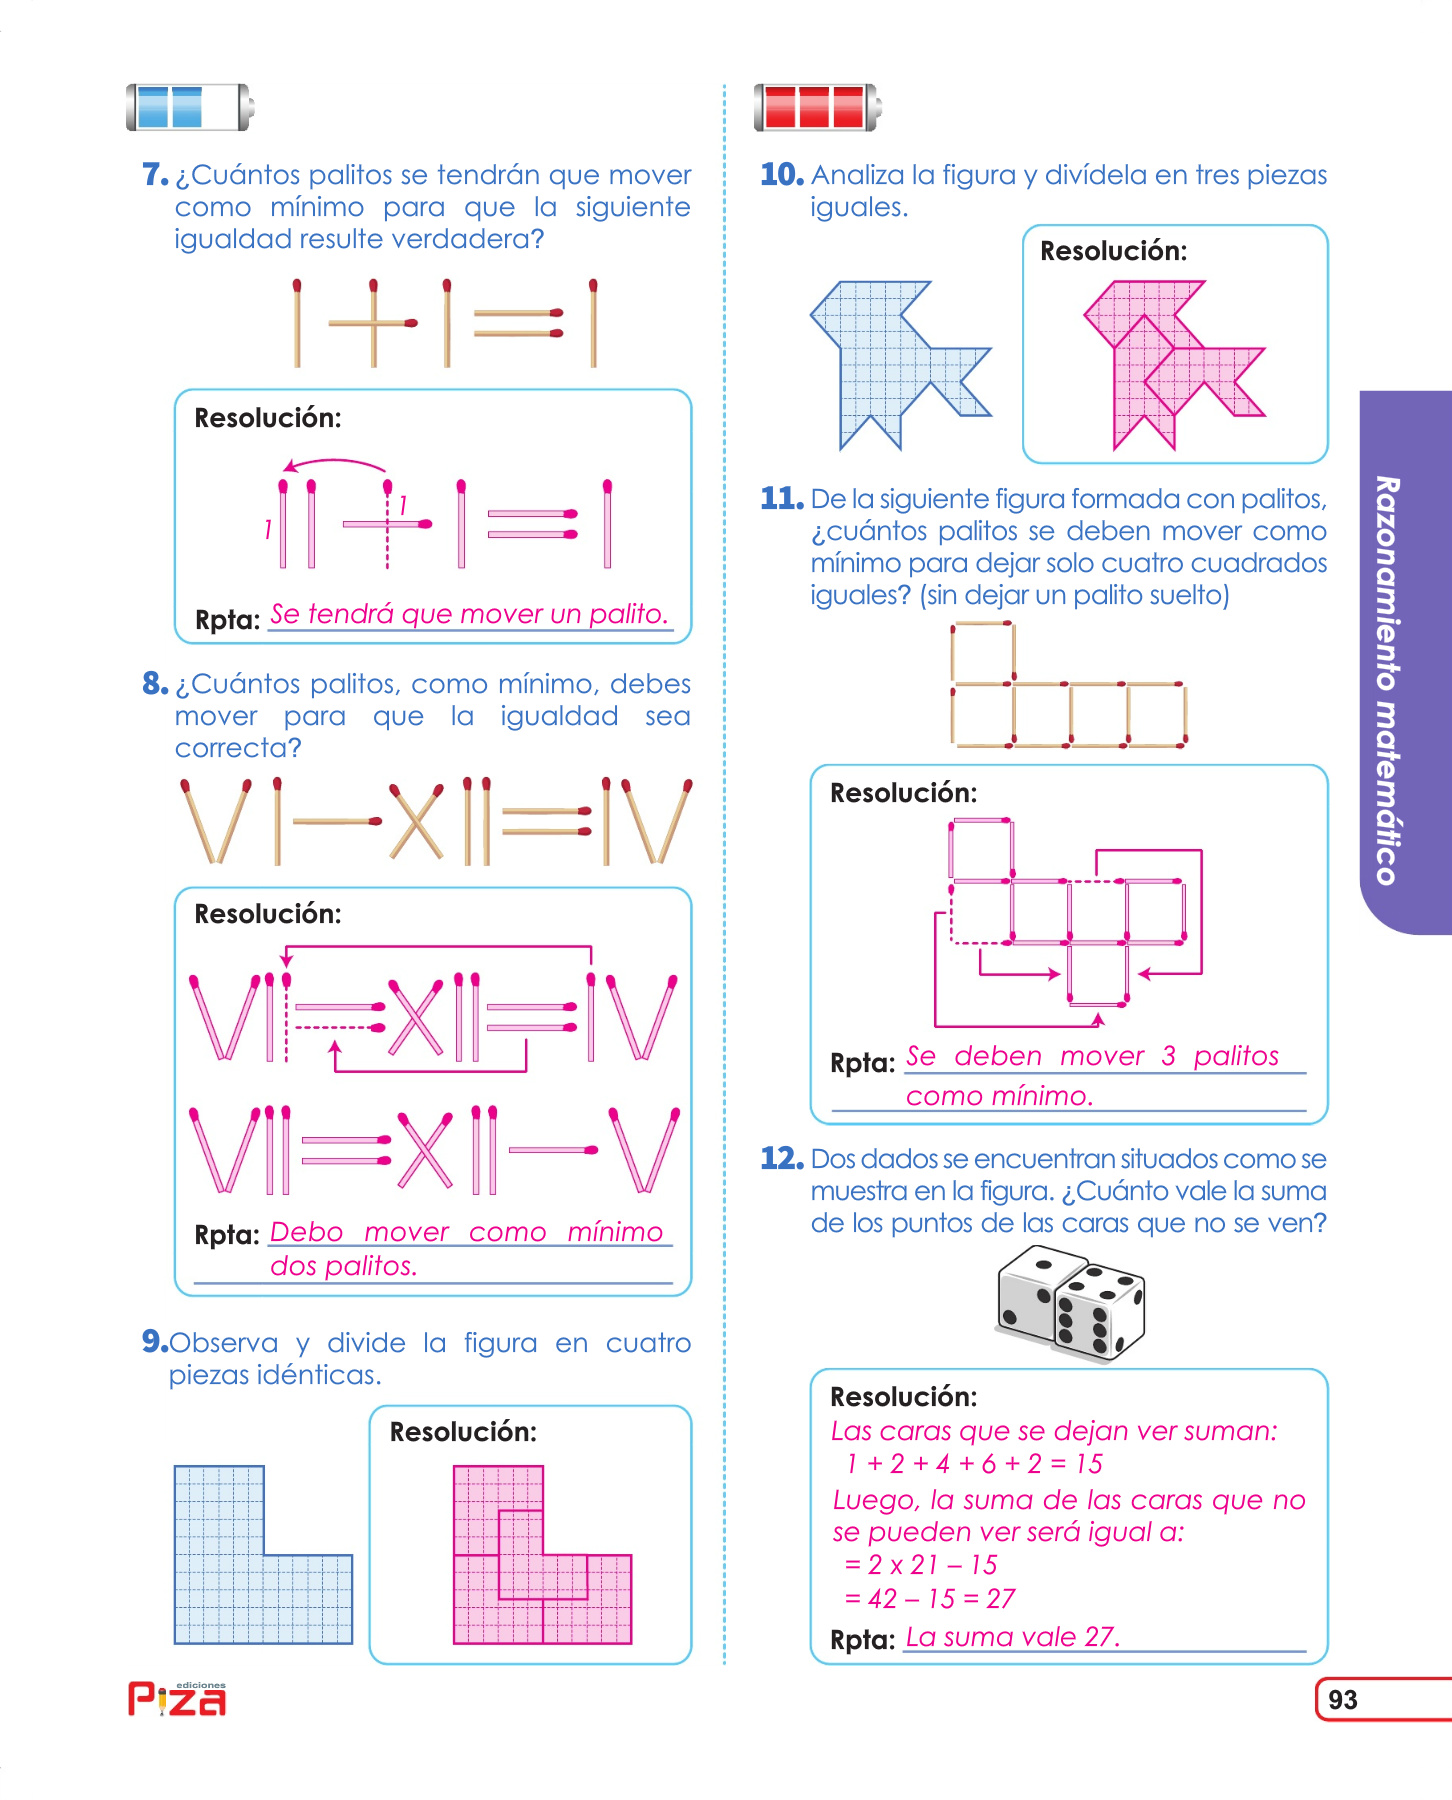 7. ¿Cuántos palitos se tendrán que mover
como mínimo para que la siguiente
igualdad resulte verdadera?
Resolución:
1
1
Rpta: Se tendrá que mover un palito.
8. ¿Cuántos palitos, como mínimo, debes
mover para que la igualdad sea
correcta?
Resolución:
Rpta: Debo mover como mínimo
dos palitos.
9. Observa y divide la figura en cuatro
piezas idénticas.
Resolución:
10. Analiza la figura y divídela en tres piezas
iguales.
Resolución:
11. De la siguiente figura formada con palitos,
¿cuántos palitos se deben mover como
mínimo para dejar solo cuatro cuadrados
iguales? (sin dejar un palito suelto)
Resolución:
Rpta: Se deben mover 3 palitos
como mínimo.
12. Dos dados se encuentran situados como se
muestra en la figura. ¿Cuánto vale la suma
de los puntos de las caras que no se ven?
Resolución:
Las caras que se dejan ver suman:
1 + 2 + 4 + 6 + 2 = 15
Luego, la suma de las caras que no
se pueden ver será igual a:
= 2 x 21 – 15
= 42 – 15 = 27
Rpta: La suma vale 27.
Razonamiento matemático
ediciones
Piza
93